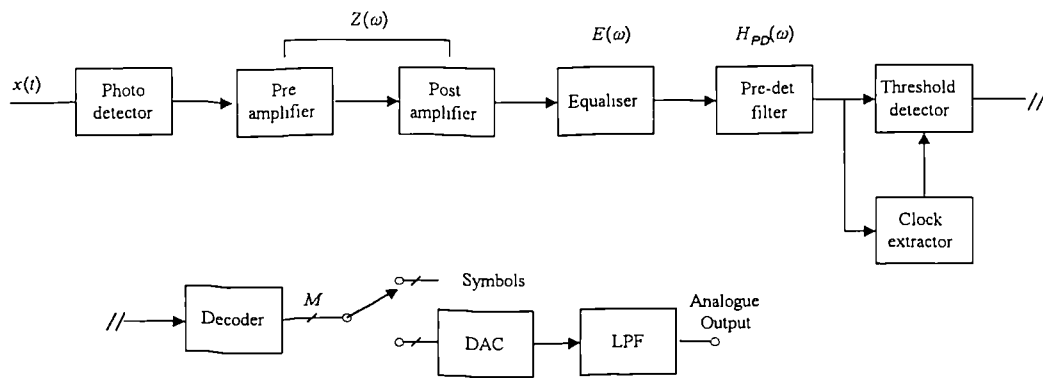 Z(ω)
E(ω)
H_PD(ω)
x(t)
Photo
detector
Pre
amplifier
Post
amplifier
Equaliser
Pre-det
filter
Threshold
detector
//
Clock
extractor
//
Decoder
M
Symbols
DAC
LPF
Analogue
Output